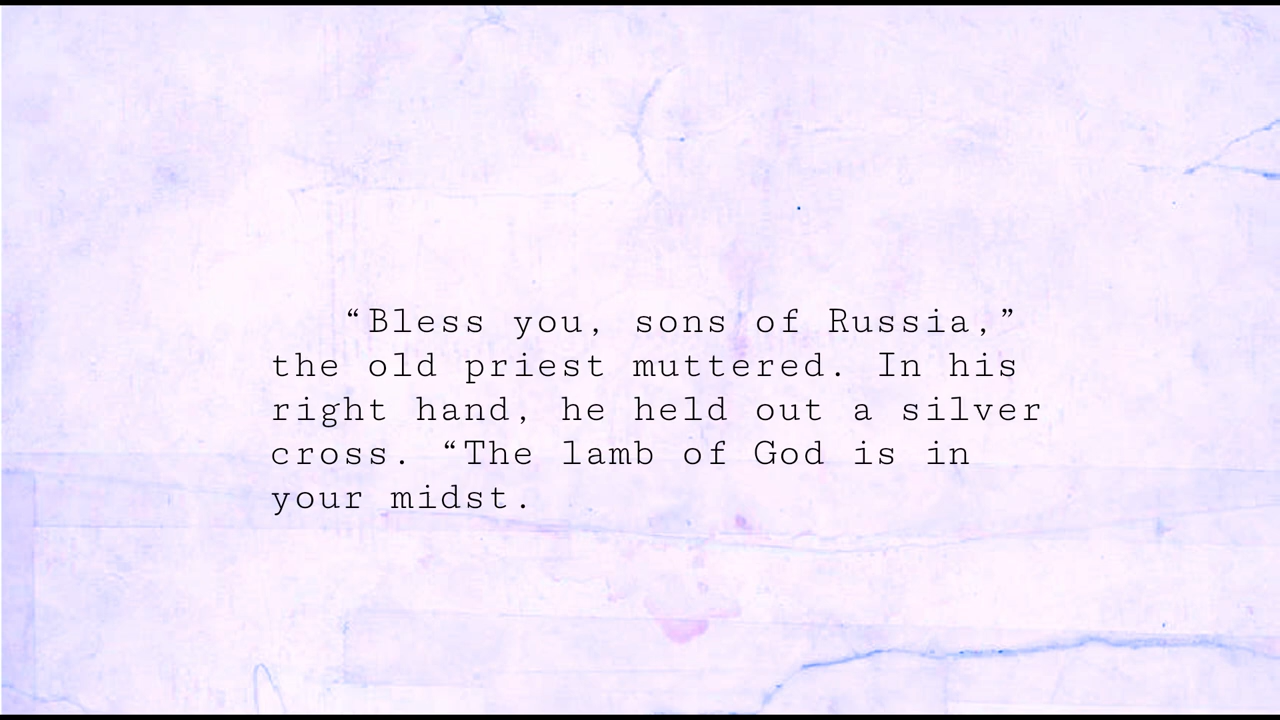 “Bless you, sons of Russia,”
the old priest muttered. In his
right hand, he held out a silver
cross. “The lamb of God is in
your midst.